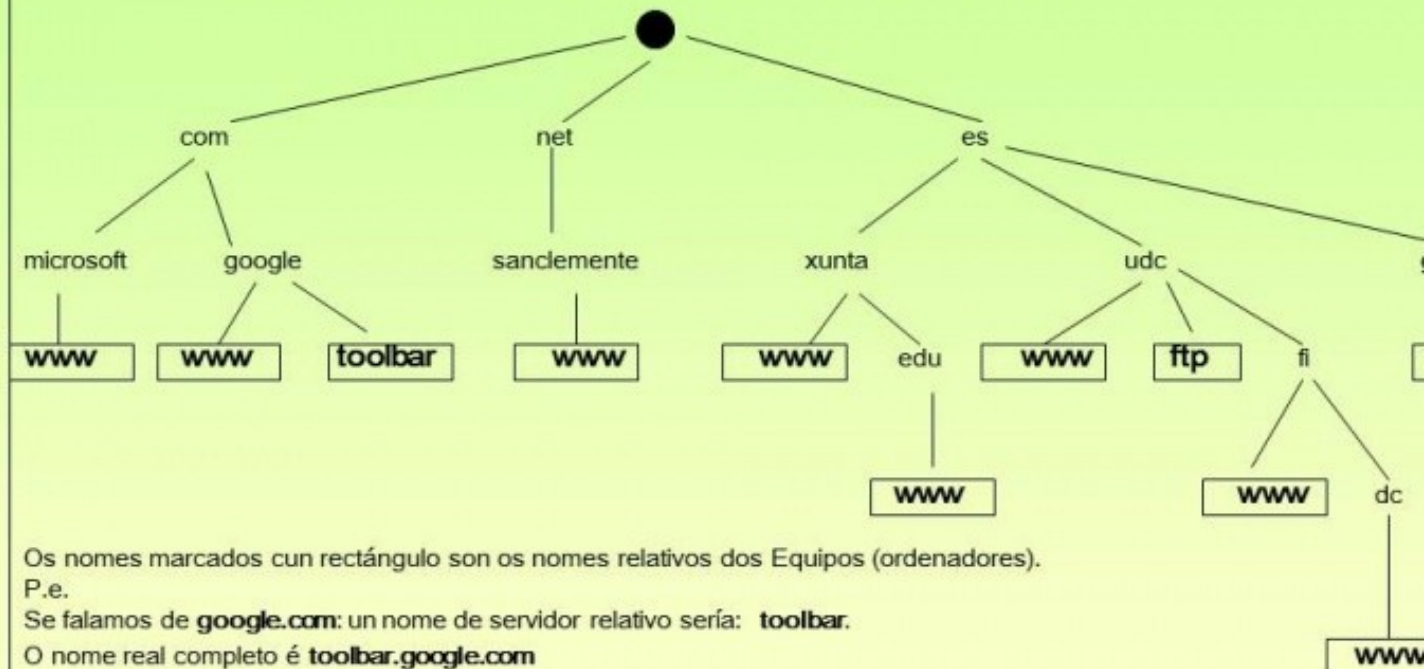 com net es
microsoft google sanclemente xunta udc
www www toolbar www www edu www ftp fi
www www dc
Os nomes marcados cun rectángulo son os nomes relativos dos Equipos (ordenadores).
P.e.
Se falamos de google.com: un nome de servidor relativo sería: toolbar.
O nome real completo é toolbar.google.com
www